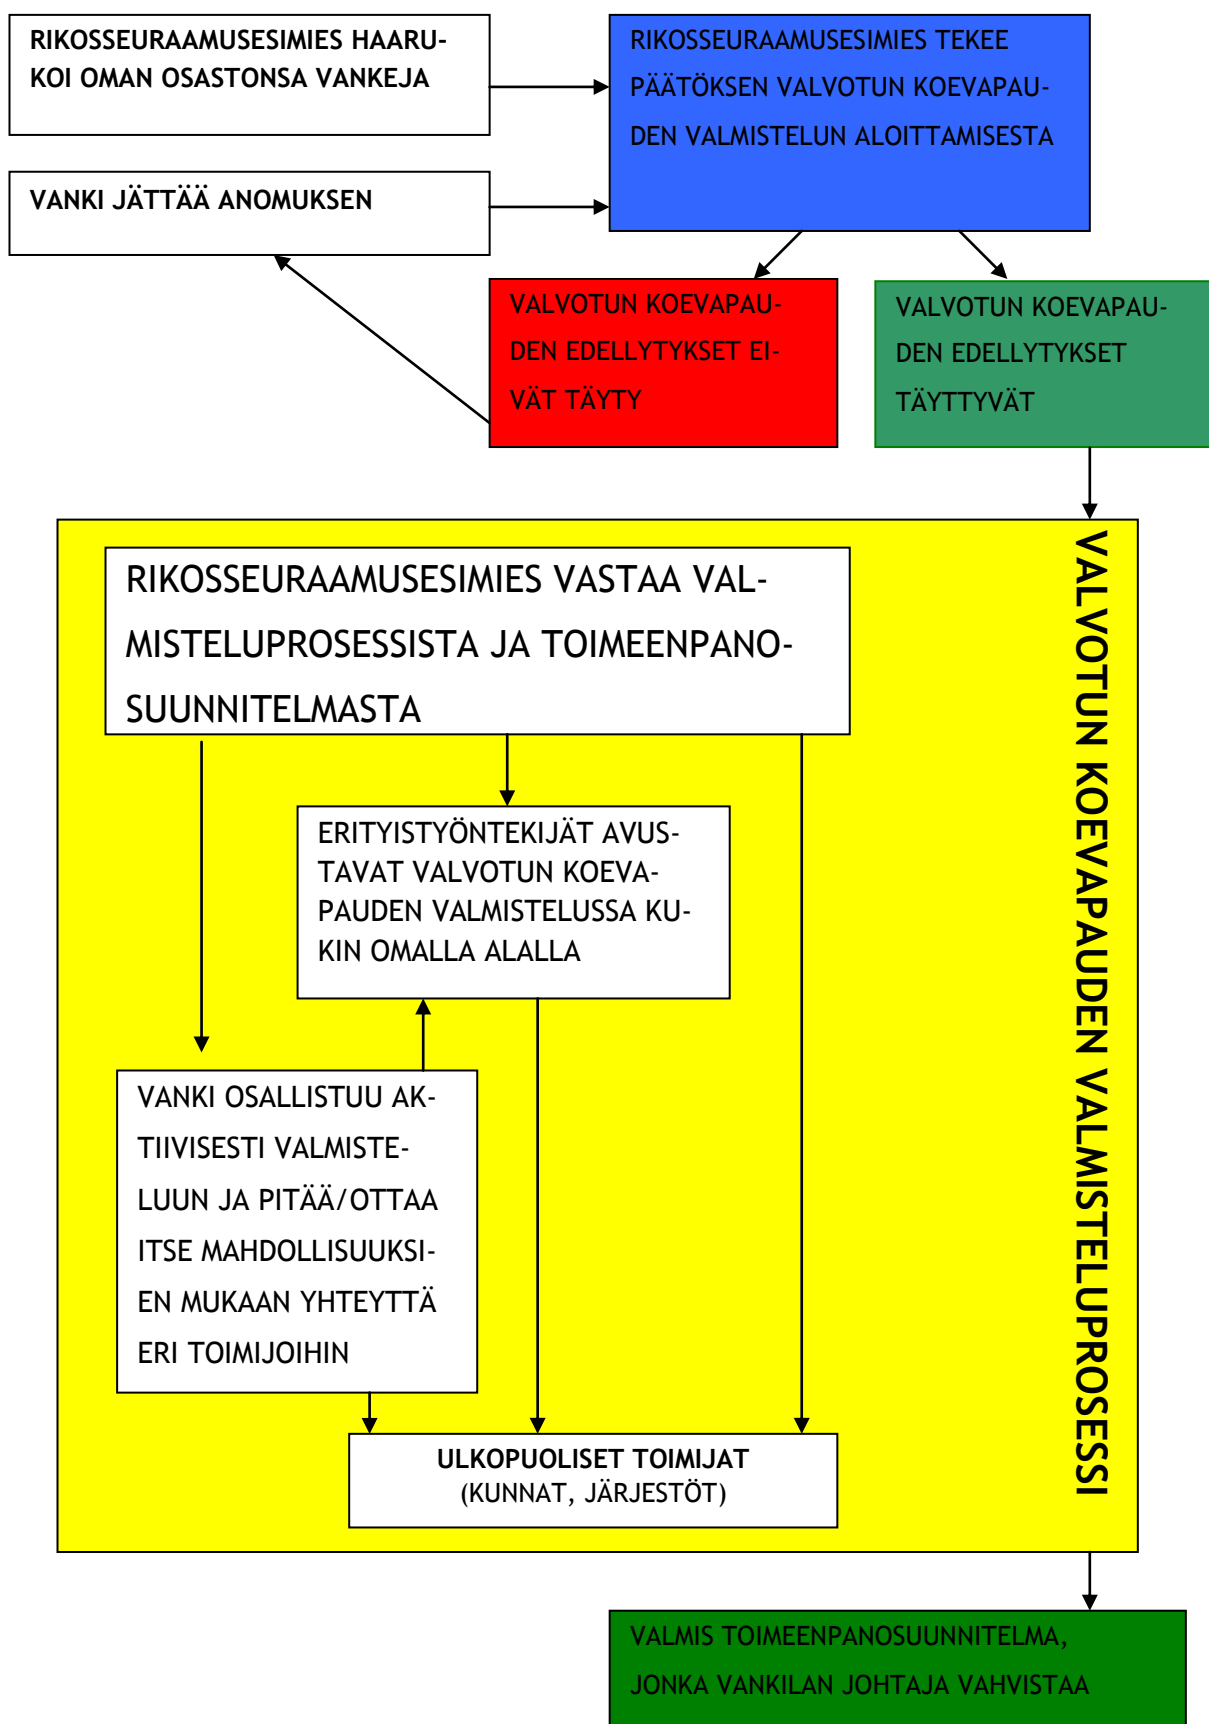 RIKOSSEURAAMUSESIMIES HAARU-
KOI OMAN OSASTONSA VANKEJA
RIKOSSEURAAMUSESIMIES TEKEE
PÄÄTÖKSEN VALVOTUN KOEVAPAU-
DEN VALMISTELUN ALOITTAMISESTA
VANKI JÄTTÄÄ ANOMUKSEN
VALVOTUN KOEVAPAU-
DEN EDELLYTYKSET EI-
VÄT TÄYTY
VALVOTUN KOEVAPAU-
DEN EDELLYTYKSET
TÄYTTYVÄT
VALVOTUN KOEVAPAUDEN VALMISTELUPROSESSI
RIKOSSEURAAMUSESIMIES VASTAA VAL-
MISTELUPROSESSISTA JA TOIMEENPANO-
SUUNNITELMASTA
ERITYISTYÖNTEKIJÄT AVUS-
TAVAT VALVOTUN KOEVA-
PAUDEN VALMISTELUSSA KU-
KIN OMALLA ALALLA
VANKI OSALLISTUU AK-
TIIVISESTI VALMISTE-
LUUN JA PITÄÄ/OTTAA
ITSE MAHDOLLISUUKSI-
EN MUKAAN YHTEYTTÄ
ERI TOIMIJOIHIN
ULKOPUOLISET TOIMIJAT
(KUNNAT, JÄRJESTÖT)
VALMIS TOIMEENPANOSUUNNITELMA,
JONKA VANKILAN JOHTAJA VAHVISTAA